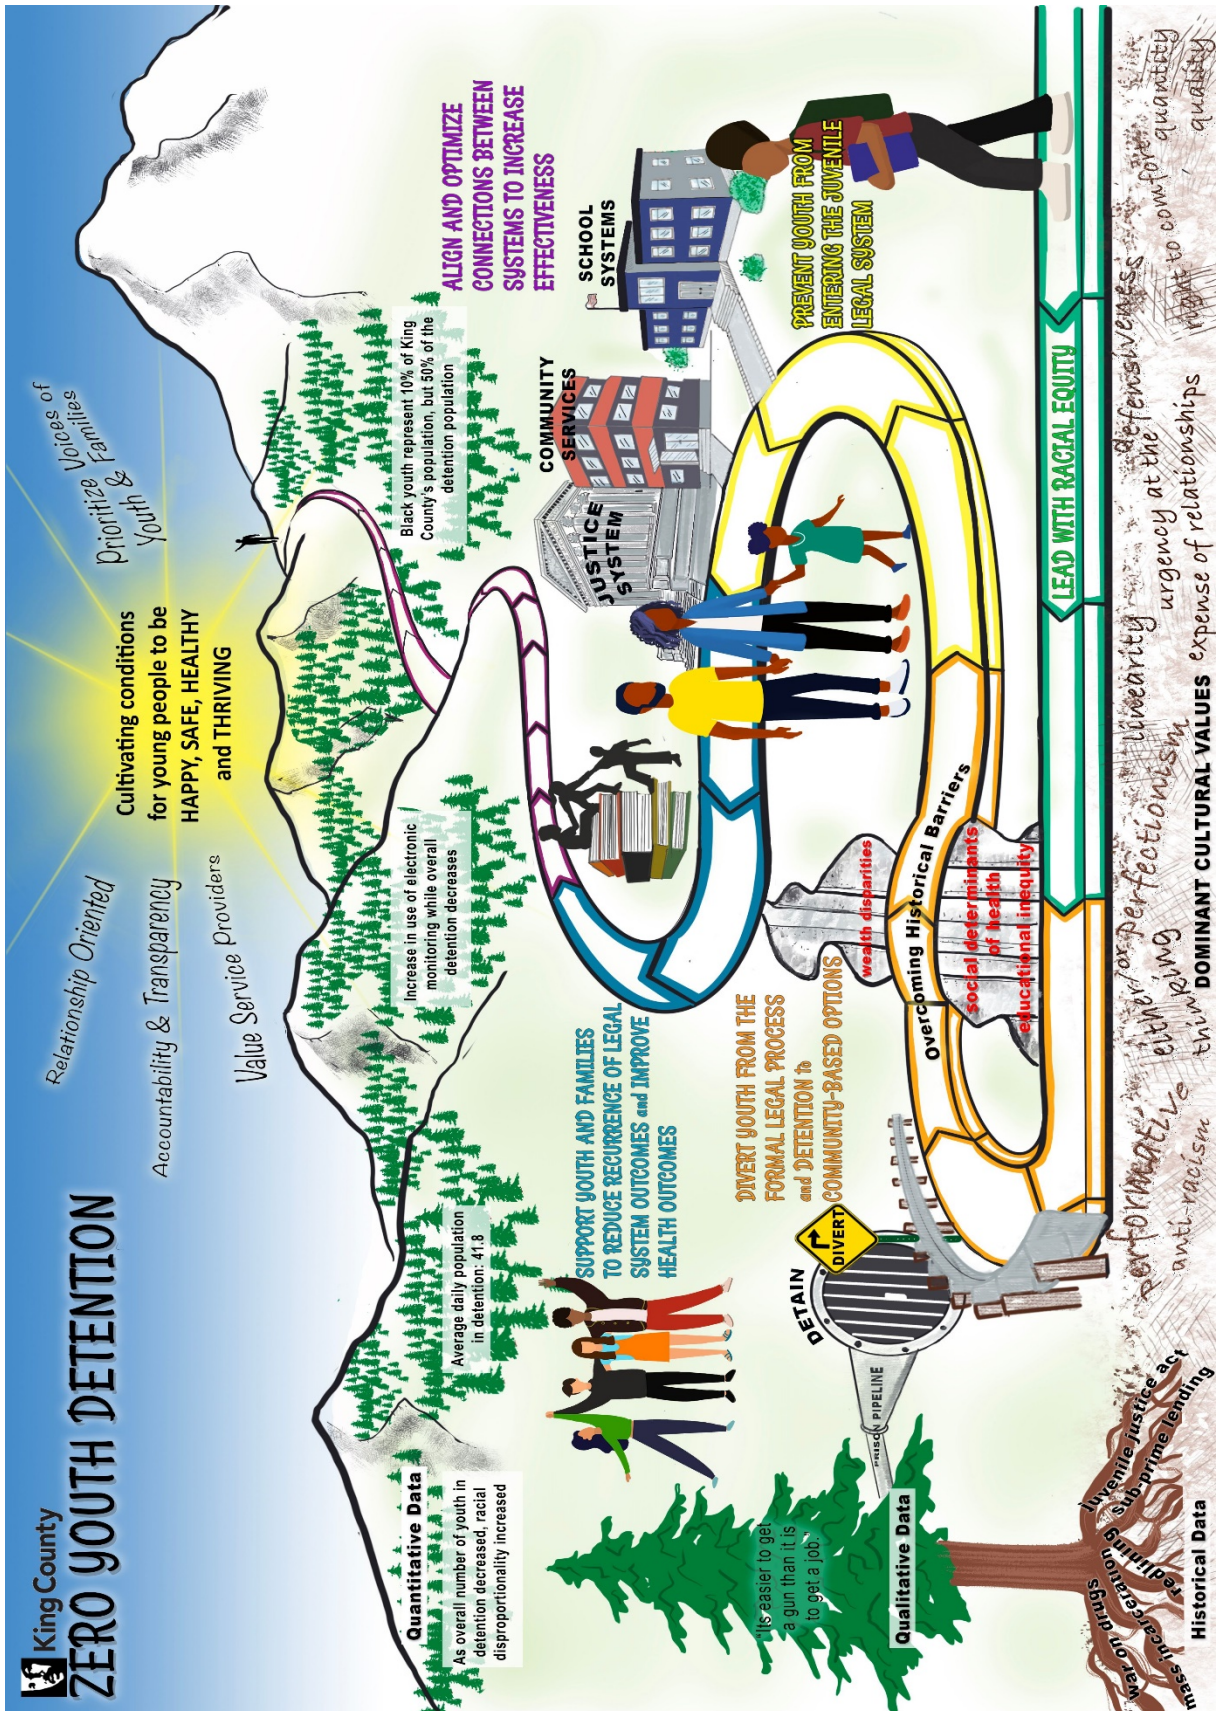 King County
ZERO YOUTH DETENTION
Relationship Oriented
Accountability & Transparency
Value Service Providers
Cultivating conditions
for young people to be
HAPPY, SAFE, HEALTHY
and THRIVING
Prioritize Voices of
Youth & Families
Quantitative Data
As overall number of youth in
detention decreased, racial
disproportionality increased
Average daily population
in detention: 41.8
Increase in use of electronic
monitoring while overall
detention decreases
Black youth represent 10% of King
County's population, but 50% of the
detention population
ALIGN AND OPTIMIZE
CONNECTIONS BETWEEN
SYSTEMS TO INCREASE
EFFECTIVENESS
SUPPORT YOUTH AND FAMILIES
TO REDUCE RECURRENCE OF LEGAL
SYSTEM OUTCOMES and IMPROVE
HEALTH OUTCOMES
JUSTICE
SYSTEM
COMMUNITY
SERVICES
SCHOOL
SYSTEMS
"Its easier to get
a gun than it is
to get a job."
Qualitative Data
PRISON PIPELINE
DETAIN
DIVERT
DIVERT YOUTH FROM THE
FORMAL LEGAL PROCESS
and DETENTION to
COMMUNITY-BASED OPTIONS
PREVENT YOUTH FROM
ENTERING THE JUVENILE
LEGAL SYSTEM
wealth disparities
Overcoming Historical Barriers
social determinants
of health
educational inequity
LEAD WITH RACIAL EQUITY
war on drugs
mass incarceration
redlining
Juvenile justice act
sub-prime lending
Historical Data
performative
anti-racism
either/or
thinking
perfectionism
linearity
urgency at the
expense of relationships
defensiveness
right to comfort
quantity
quality
DOMINANT CULTURAL VALUES